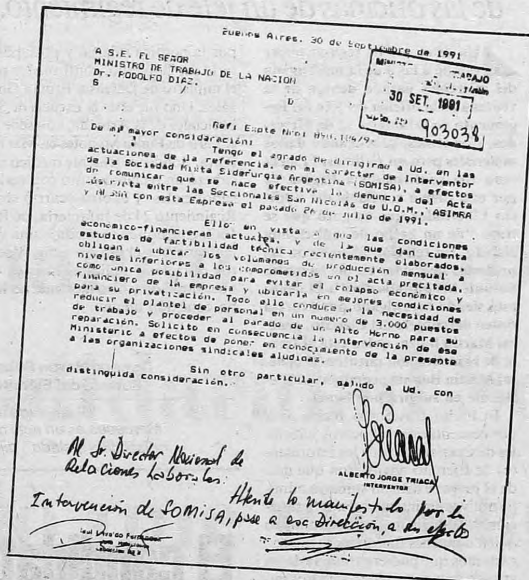 Buenos Aires, 30 de Septiembre de 1991
A S.E. EL SEÑOR
MINISTRO DE TRABAJO DE LA NACION
Dr. RODOLFO DIAZ.
TRABAJO
30 SET. 1991
903038
Ref: Expte Nro:
De mi mayor consideración:
Tengo el agrado de dirigirme a Ud. en las
actuaciones de la referencia, en mi carácter de Interventor
de la Sociedad Mixta Siderurgia Argentina (SOMISA), a efectos
de comunicar que se hace efectiva la denuncia del Acta
suscripta entre las Seccionales San Nicolás de U.O.M., ASIMRA
con esta Empresa el pasado de julio de 1991.
Ello en vista a que las condiciones
económico-financieran actuales, y de la que dan cuenta
estudios de factibilidad técnica recientemente elaborados,
obligan a ubicar los volúmenes de producción mensual a
niveles inferiores a los comprometidos en el acta precitada,
como única posibilidad para evitar el colapso económico y
financiero de la empresa y ubicarla en mejores condiciones
para su privatización. Todo ello conduce a la necesidad de
reducir el plantel de personal en un número de 3.000 puestos
de trabajo y proceder al parado de un Alto Horno para su
reparación. Solicito en consecuencia la intervención de ése
Ministerio a efectos de poner en conocimiento de la presente
a las organizaciones sindicales aludidas.
Sin otro particular, saludo a Ud. con
distinguida consideración.
ALBERTO JORGE TRIACA
INTERVENTOR
Al Sr. Director Nacional de
Relaciones Laborales:
Atento lo manifestado por la
Intervención de SOMISA, pase a esa Dirección, a sus efectos